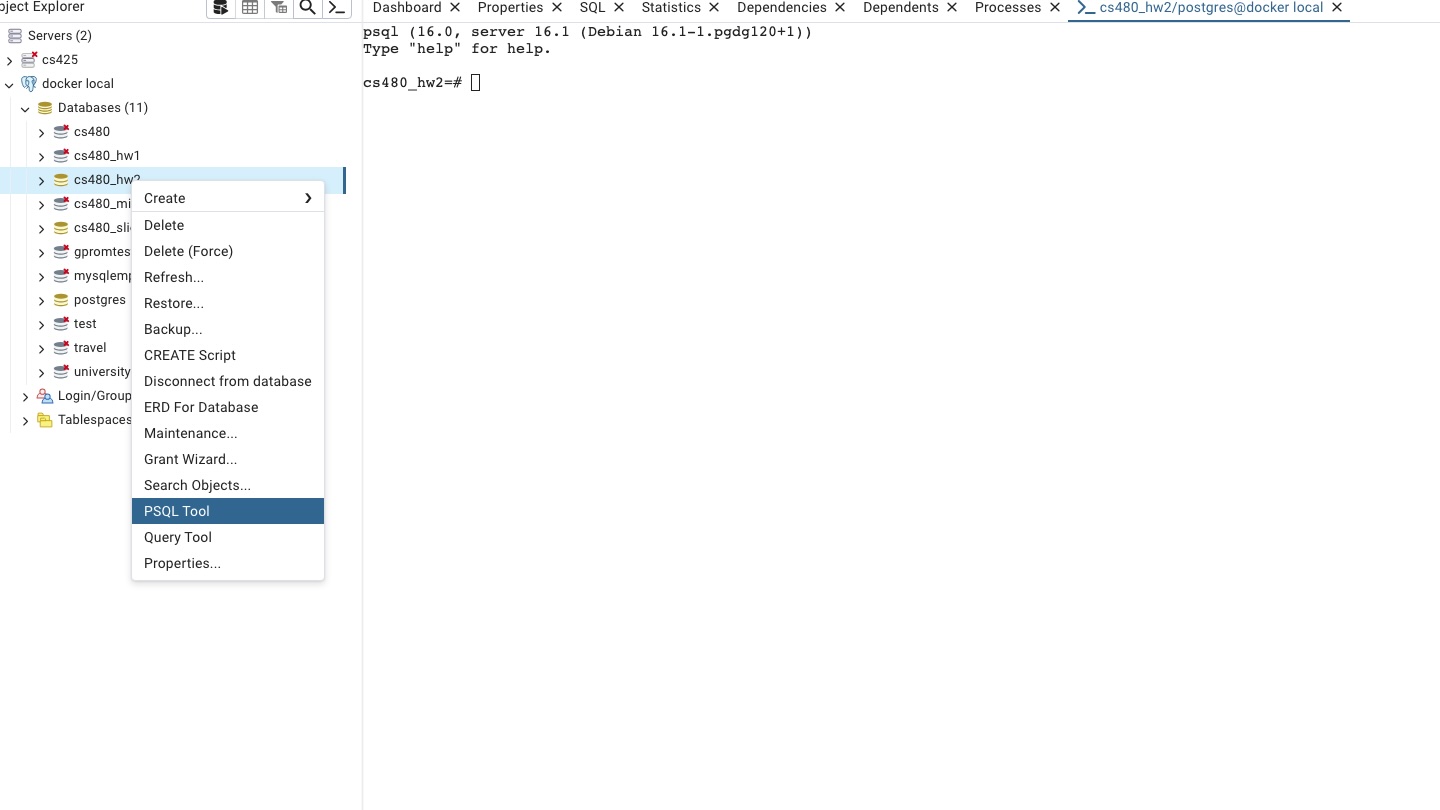 bject Explorer
Servers (2)
cs425
docker local
Databases (11)
cs480
cs480_hw1
cs480_hw2
cs480_mi
cs480_sli
gpromtes
mysqlemp
postgres
test
travel
university
Login/Group
Tablespaces
Create
Delete
Delete (Force)
Refresh...
Restore...
Backup...
CREATE Script
Disconnect from database
ERD For Database
Maintenance...
Grant Wizard...
Search Objects...
PSQL Tool
Query Tool
Properties...
Dashboard Properties SQL Statistics Dependencies Dependents Processes cs480_hw2/postgres@docker local
psql (16.0, server 16.1 (Debian 16.1-1.pgdg120+1))
Type "help" for help.
cs480_hw2=#